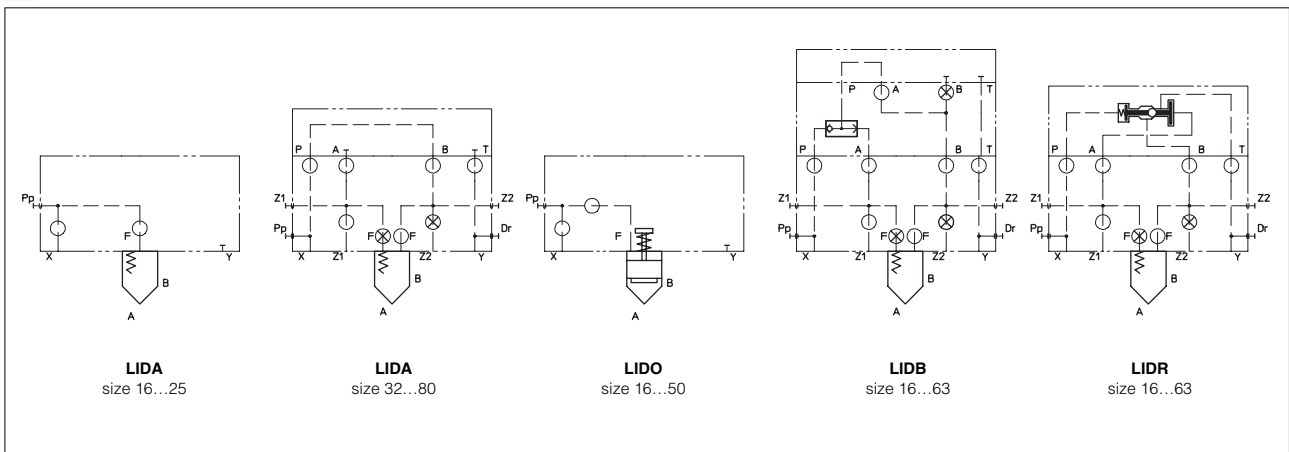 P A B T
P A B T
P A B T
P A B T
Pp F
X T Y
B
A
Z1 Z2
Pp F F Dr
X Z1 Z2 Y
B
A
Pp F
X T Y
B
A
Z1 Z2
Pp F F Dr
X Z1 Z2 Y
B
A
Z1 Z2
Pp F F Dr
X Z1 Z2 Y
B
A
LIDA
size 16...25
LIDA
size 32...80
LIDO
size 16...50
LIDB
size 16...63
LIDR
size 16...63